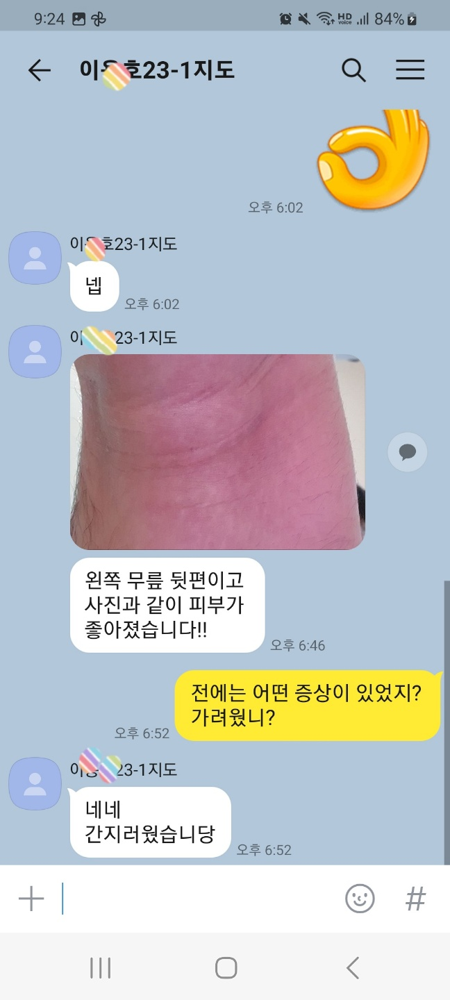 9:24 HD voice 84%
이 호23-1지도
오후 6:02
이 호23-1지도
넵
오후 6:02
이 23-1지도
왼쪽 무릎 뒷편이고
사진과 같이 피부가
좋아졌습니다!!
오후 6:46
전에는 어떤 증상이 있었지?
가려웠니?
오후 6:52
이 23-1지도
네네
간지러웠습니당
오후 6:52
#